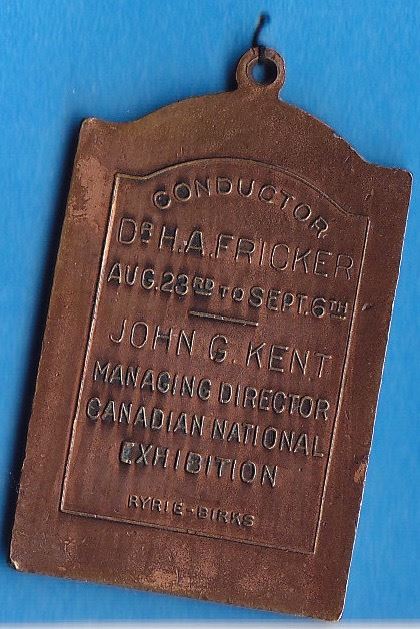 CONDUCTOR
DR H.A. FRICKER
AUG. 23RD TO SEPT. 6TH
JOHN G. KENT
MANAGING DIRECTOR
CANADIAN NATIONAL
EXHIBITION
RYRIE-BIRKS